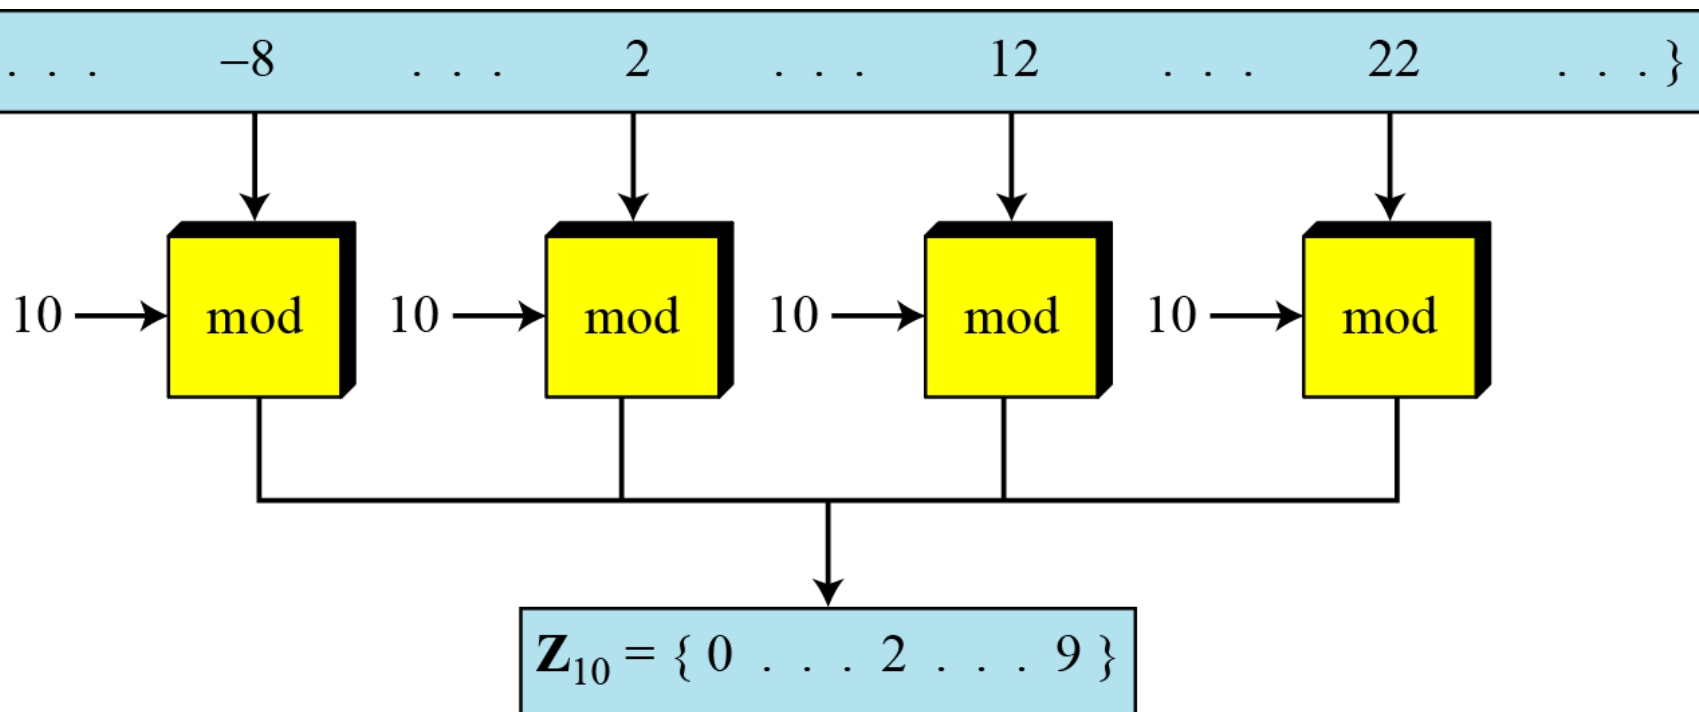 . . . −8 . . . 2 . . . 12 . . . 22 . . . }
10 mod 10 mod 10 mod 10 mod
Z₁₀ = { 0 . . . 2 . . . 9 }